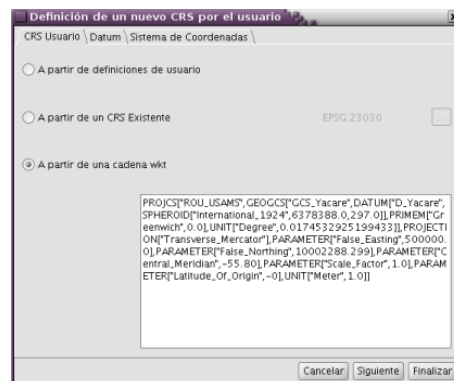 Definición de un nuevo CRS por el usuario
CRS Usuario Datum Sistema de Coordenadas
A partir de definiciones de usuario
A partir de un CRS Existente EPSG:23030 ...
A partir de una cadena wkt
PROJCS["ROU_USAMS",GEOGCS["GCS_Yacare",DATUM["D_Yacare",
SPHEROID["International_1924",6378388.0,297.0]],PRIMEM["Gr
eenwich",0.0],UNIT["Degree",0.0174532925199433]],PROJECTI
ON["Transverse_Mercator"],PARAMETER["False_Easting",500000.
0],PARAMETER["False_Northing",10002288.299],PARAMETER["C
entral_Meridian",-55.80],PARAMETER["Scale_Factor",1.0],PARAM
ETER["Latitude_Of_Origin",-0],UNIT["Meter",1.0]]
Cancelar Siguiente Finalizar